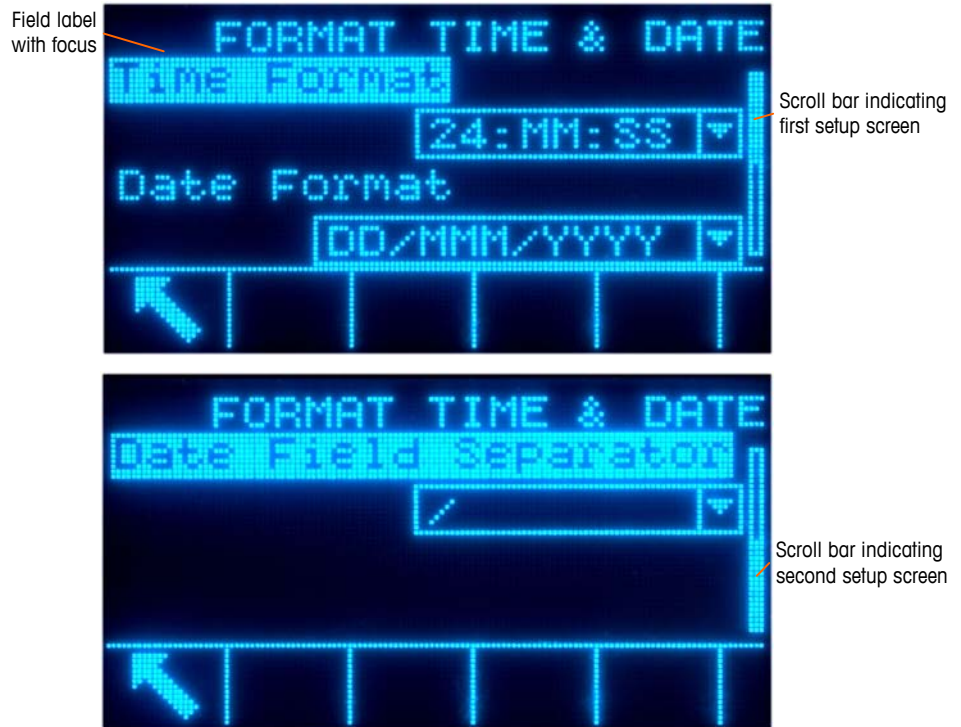 Field label
with focus
FORMAT TIME & DATE
Time Format
24:MM:SS
Date Format
DD/MMM/YYYY
Scroll bar indicating
first setup screen
FORMAT TIME & DATE
Date Field Separator
/
Scroll bar indicating
second setup screen